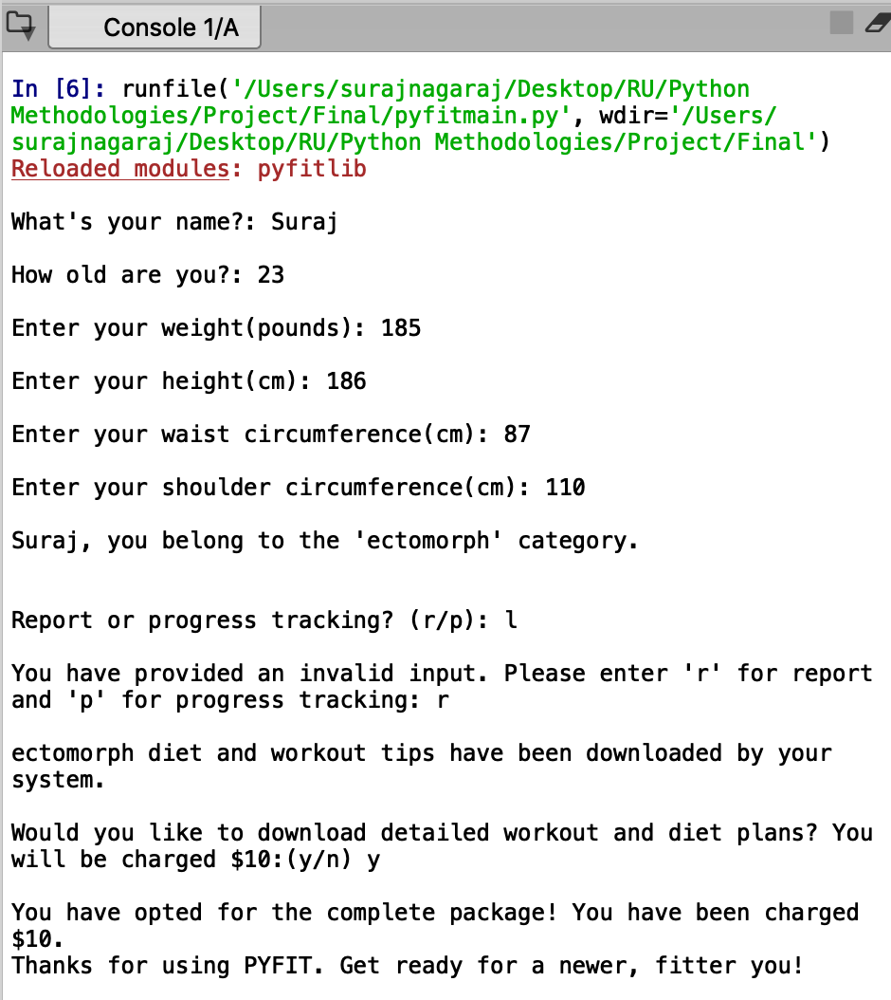 Console 1/A
In [6]: runfile('/Users/surajnagaraj/Desktop/RU/Python
Methodologies/Project/Final/pyfitmain.py', wdir='/Users/
surajnagaraj/Desktop/RU/Python Methodologies/Project/Final')
Reloaded modules: pyfitlib
What's your name?: Suraj
How old are you?: 23
Enter your weight(pounds): 185
Enter your height(cm): 186
Enter your waist circumference(cm): 87
Enter your shoulder circumference(cm): 110
Suraj, you belong to the 'ectomorph' category.
Report or progress tracking? (r/p): l
You have provided an invalid input. Please enter 'r' for report
and 'p' for progress tracking: r
ectomorph diet and workout tips have been downloaded by your
system.
Would you like to download detailed workout and diet plans? You
will be charged $10:(y/n) y
You have opted for the complete package! You have been charged
$10.
Thanks for using PYFIT. Get ready for a newer, fitter you!